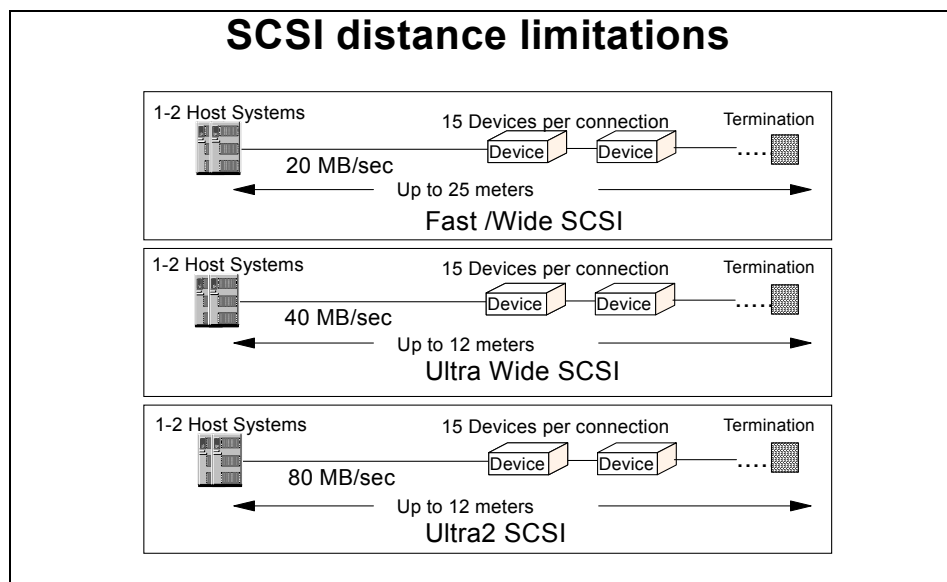 SCSI distance limitations
1-2 Host Systems
15 Devices per connection
Termination
Device
Device
....
20 MB/sec
Up to 25 meters
Fast /Wide SCSI
1-2 Host Systems
15 Devices per connection
Termination
Device
Device
....
40 MB/sec
Up to 12 meters
Ultra Wide SCSI
1-2 Host Systems
15 Devices per connection
Termination
Device
Device
....
80 MB/sec
Up to 12 meters
Ultra2 SCSI